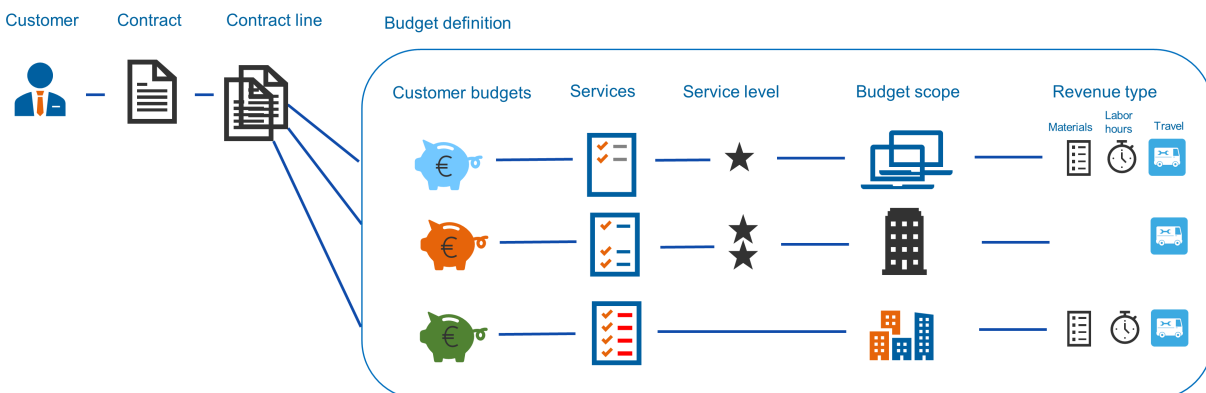 Customer
Contract
Contract line
Budget definition
Customer budgets
Services
Service level
Budget scope
Revenue type
Materials
Labor
hours
Travel
€
€
€